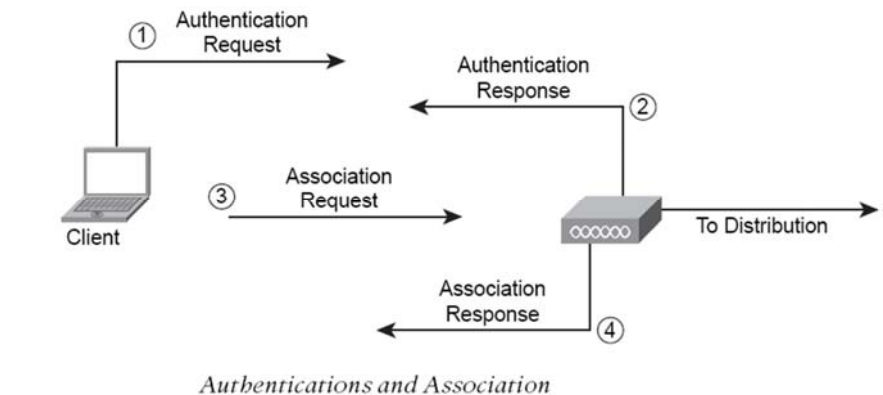 ①
Authentication
Request
Authentication
Response
②
③
Association
Request
Client
To Distribution
Association
Response
④
Authentications and Association